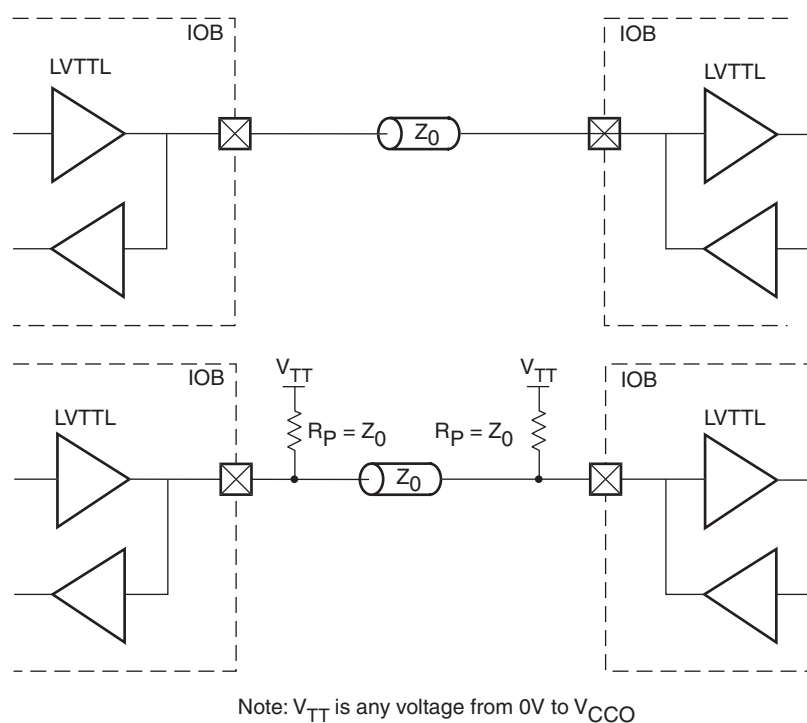 IOB
IOB
LVTTL
LVTTL
Z0
IOB
VTT
VTT
IOB
LVTTL
RP = Z0
RP = Z0
LVTTL
Z0
Note: VTT is any voltage from 0V to VCCO